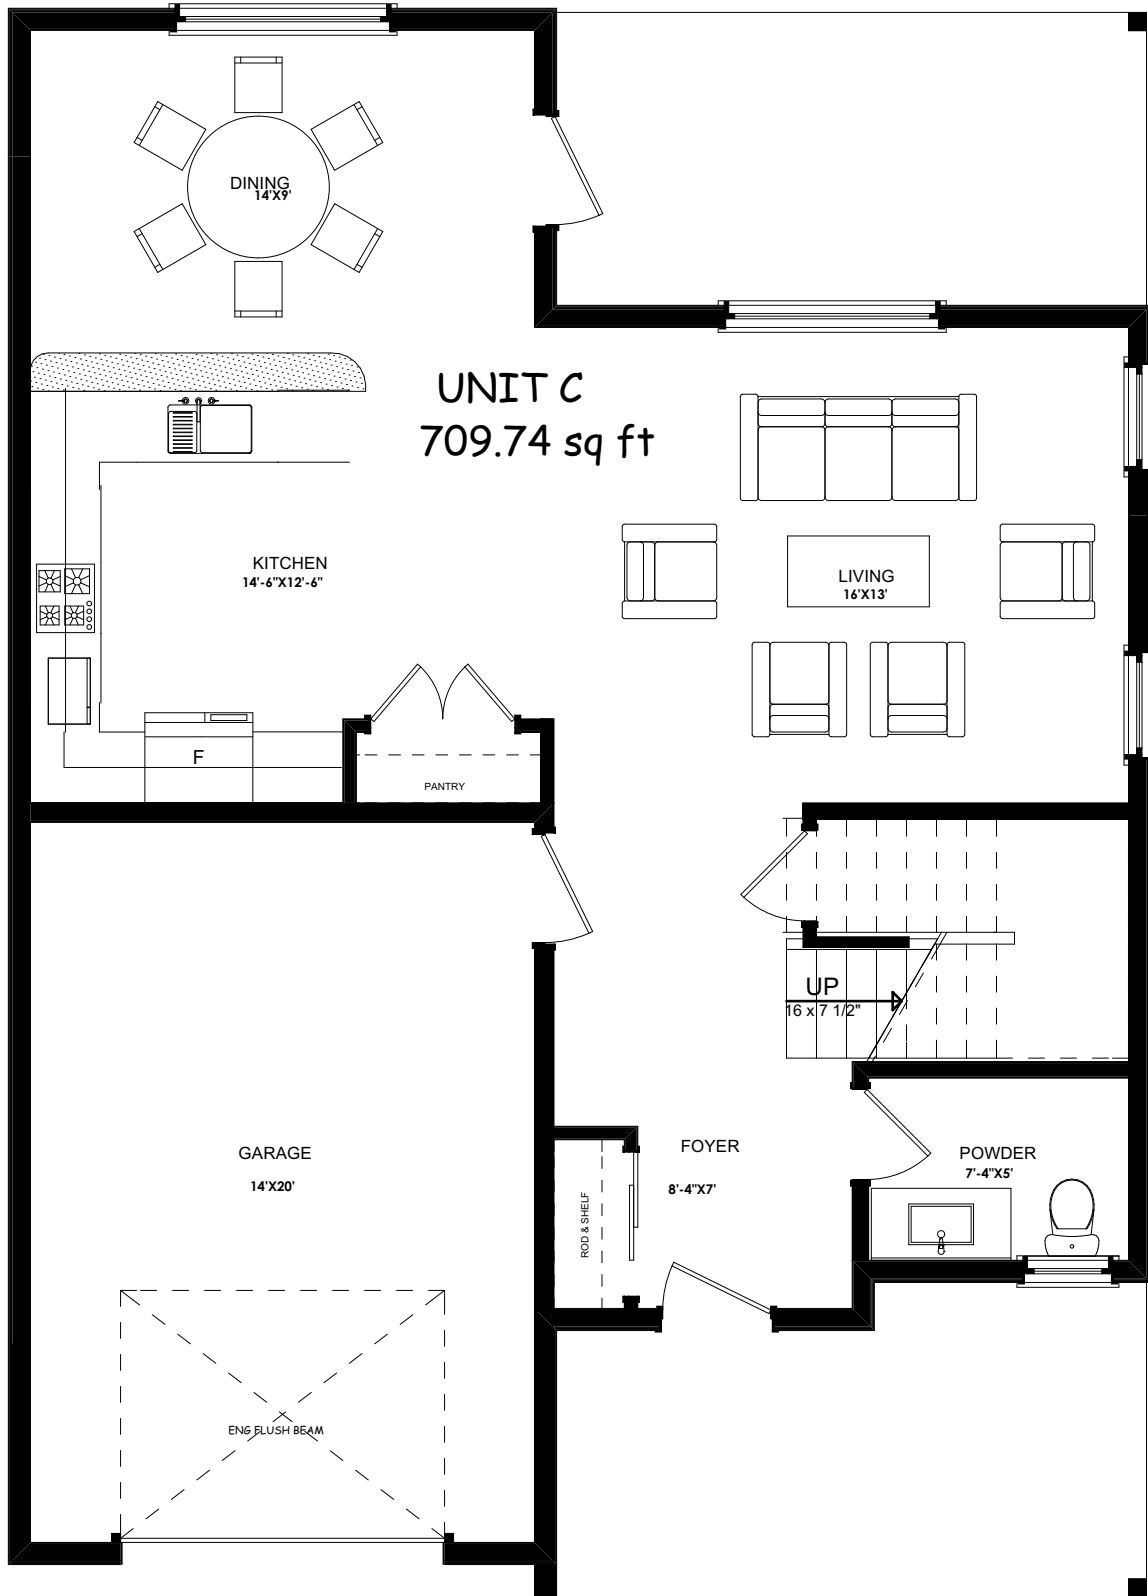 DINING
14'X9'
UNIT C
709.74 sq ft
KITCHEN
14'-6"X12'-6"
LIVING
16'X13'
F
PANTRY
UP
16 x 7 1/2"
GARAGE
14'X20'
FOYER
8'-4"X7'
POWDER
7'-4"X5'
ROD & SHELF
ENG FLUSH BEAM